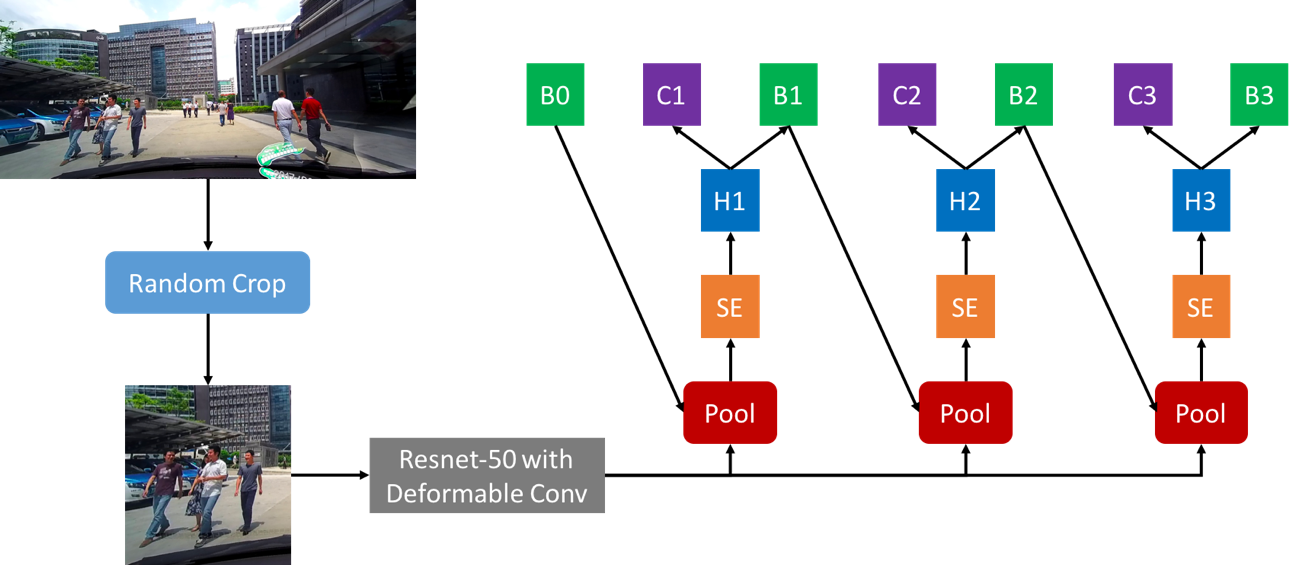 B0
C1
B1
C2
B2
C3
B3
H1
H2
H3
Random Crop
SE
SE
SE
Pool
Pool
Pool
Resnet-50 with
Deformable Conv